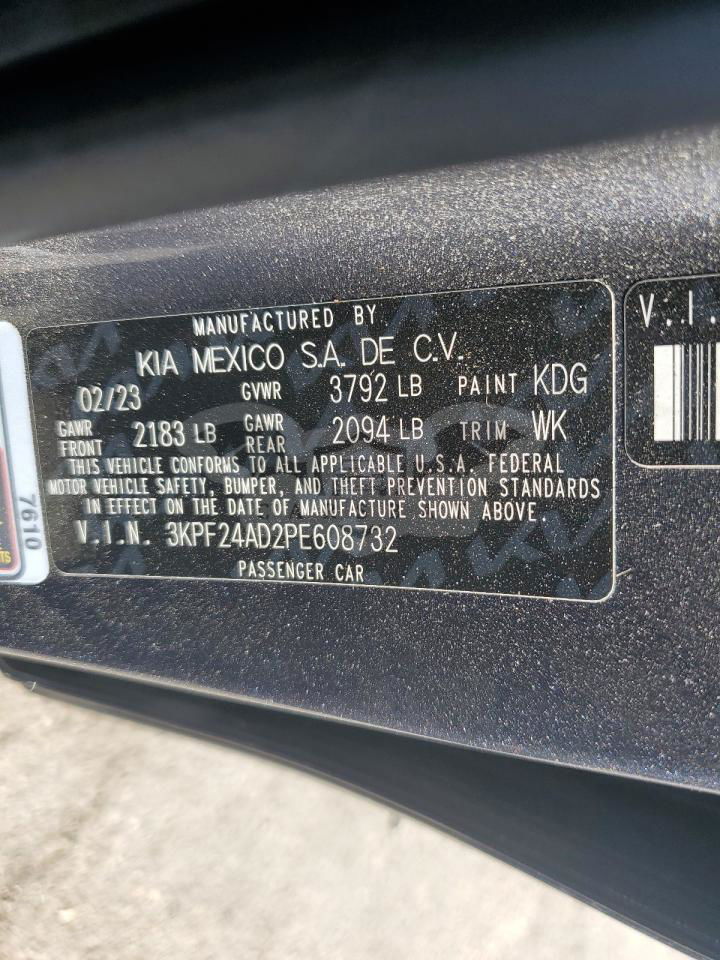 MANUFACTURED BY
KIA MEXICO S.A. DE C.V.
02/23 GVWR 3792 LB PAINT KDG
GAWR FRONT 2183 LB GAWR REAR 2094 LB TRIM WK
THIS VEHICLE CONFORMS TO ALL APPLICABLE U.S.A. FEDERAL
MOTOR VEHICLE SAFETY, BUMPER, AND THEFT PREVENTION STANDARDS
IN EFFECT ON THE DATE OF MANUFACTURE SHOWN ABOVE.
V.I.N. 3KPF24AD2PE608732
PASSENGER CAR
V.I.
7610